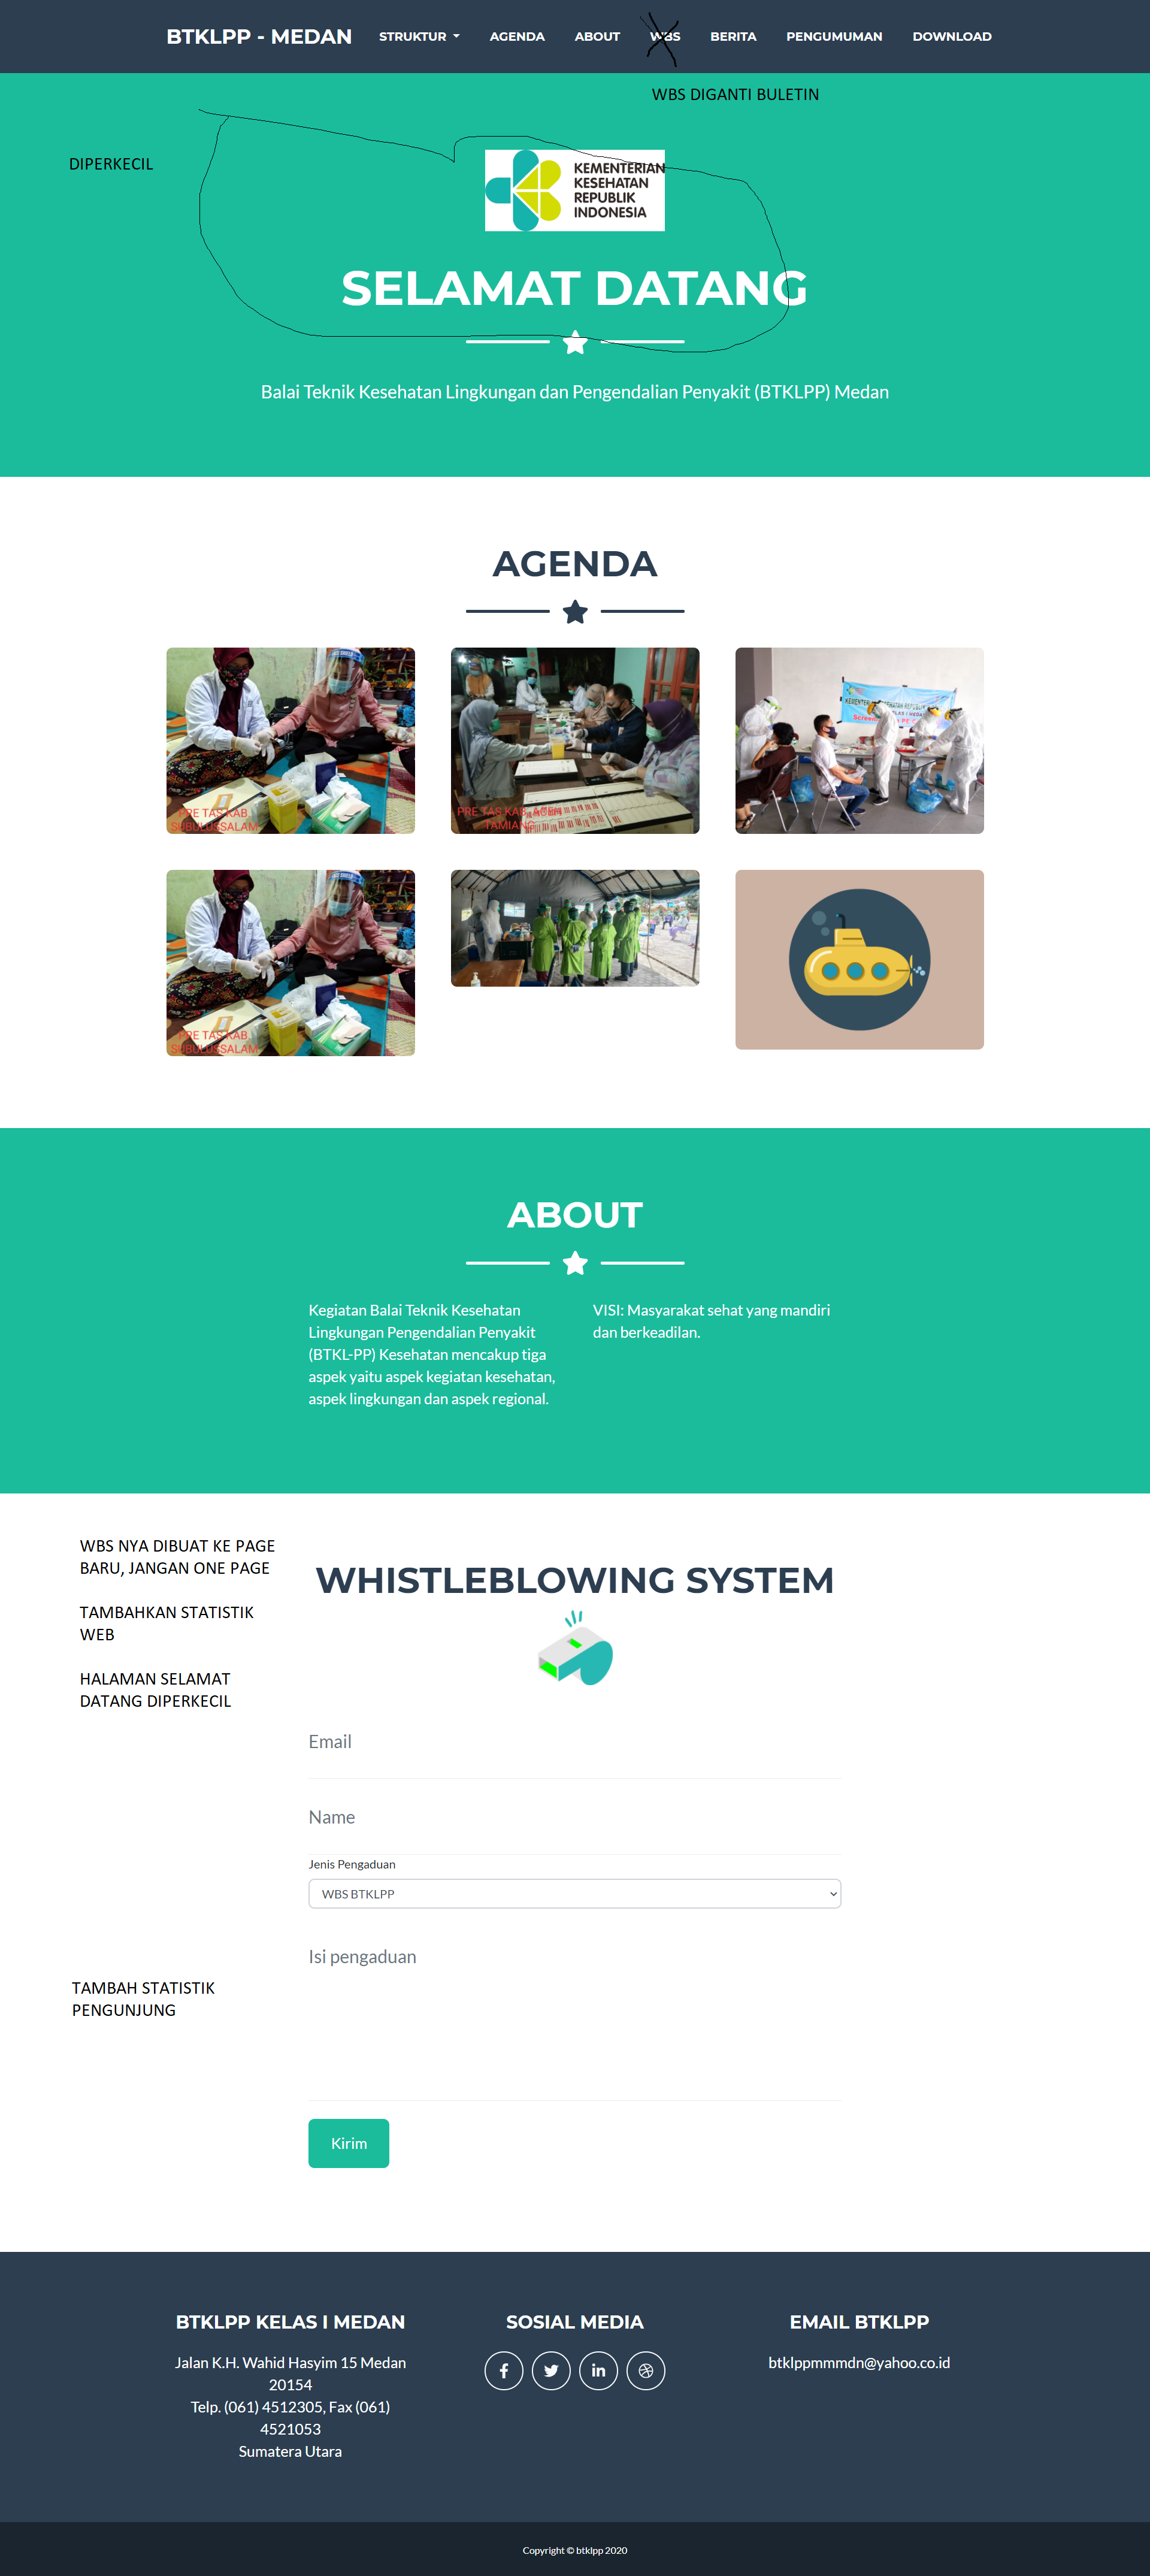 BTKLPP - MEDAN STRUKTUR AGENDA ABOUT WBS BERITA PENGUMUMAN DOWNLOAD
WBS DIGANTI BULETIN
DIPERKECIL
KEMENTERIAN
KESEHATAN
REPUBLIK
INDONESIA
SELAMAT DATANG
Balai Teknik Kesehatan Lingkungan dan Pengendalian Penyakit (BTKLPP) Medan
AGENDA
PRE TAS KAB.
SUBULUSSALAM
PRE TAS KAB. ACEH
TAMIANG
KEMENTERIAN KESEHATAN REPUBLIK
PRE TAS KAB.
SUBULUSSALAM
ABOUT
Kegiatan Balai Teknik Kesehatan
Lingkungan Pengendalian Penyakit
(BTKL-PP) Kesehatan mencakup tiga
aspek yaitu aspek kegiatan kesehatan,
aspek lingkungan dan aspek regional.
VISI: Masyarakat sehat yang mandiri
dan berkeadilan.
WBS NYA DIBUAT KE PAGE
BARU, JANGAN ONE PAGE
TAMBAHKAN STATISTIK
WEB
HALAMAN SELAMAT
DATANG DIPERKECIL
WHISTLEBLOWING SYSTEM
Email
Name
Jenis Pengaduan
WBS BTKLPP
Isi pengaduan
TAMBAH STATISTIK
PENGUNJUNG
Kirim
BTKLPP KELAS I MEDAN
Jalan K.H. Wahid Hasyim 15 Medan
20154
Telp. (061) 4512305, Fax (061)
4521053
Sumatera Utara
SOSIAL MEDIA
EMAIL BTKLPP
btklppmmmdn@yahoo.co.id
Copyright © btklpp 2020